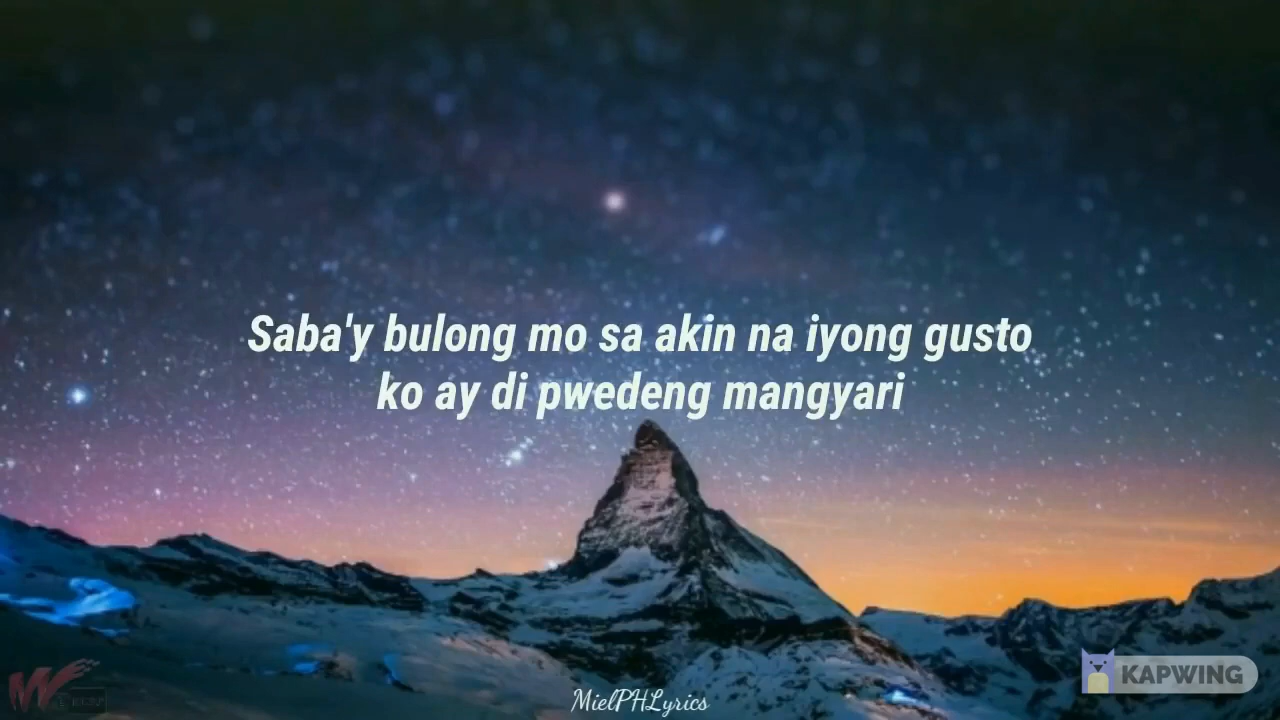 Saba'y bulong mo sa akin na iyong gusto
ko ay di pwedeng mangyari
MielPHLyrics
KAPWING